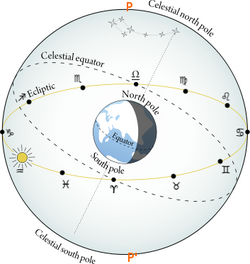 P
Celestial north pole
Celestial equator
♏
♎
♍
North pole
Ecliptic
♌
♐
♑
♋
Equator
South pole
♒
♊
♓
♈
♉
Celestial south pole
P'